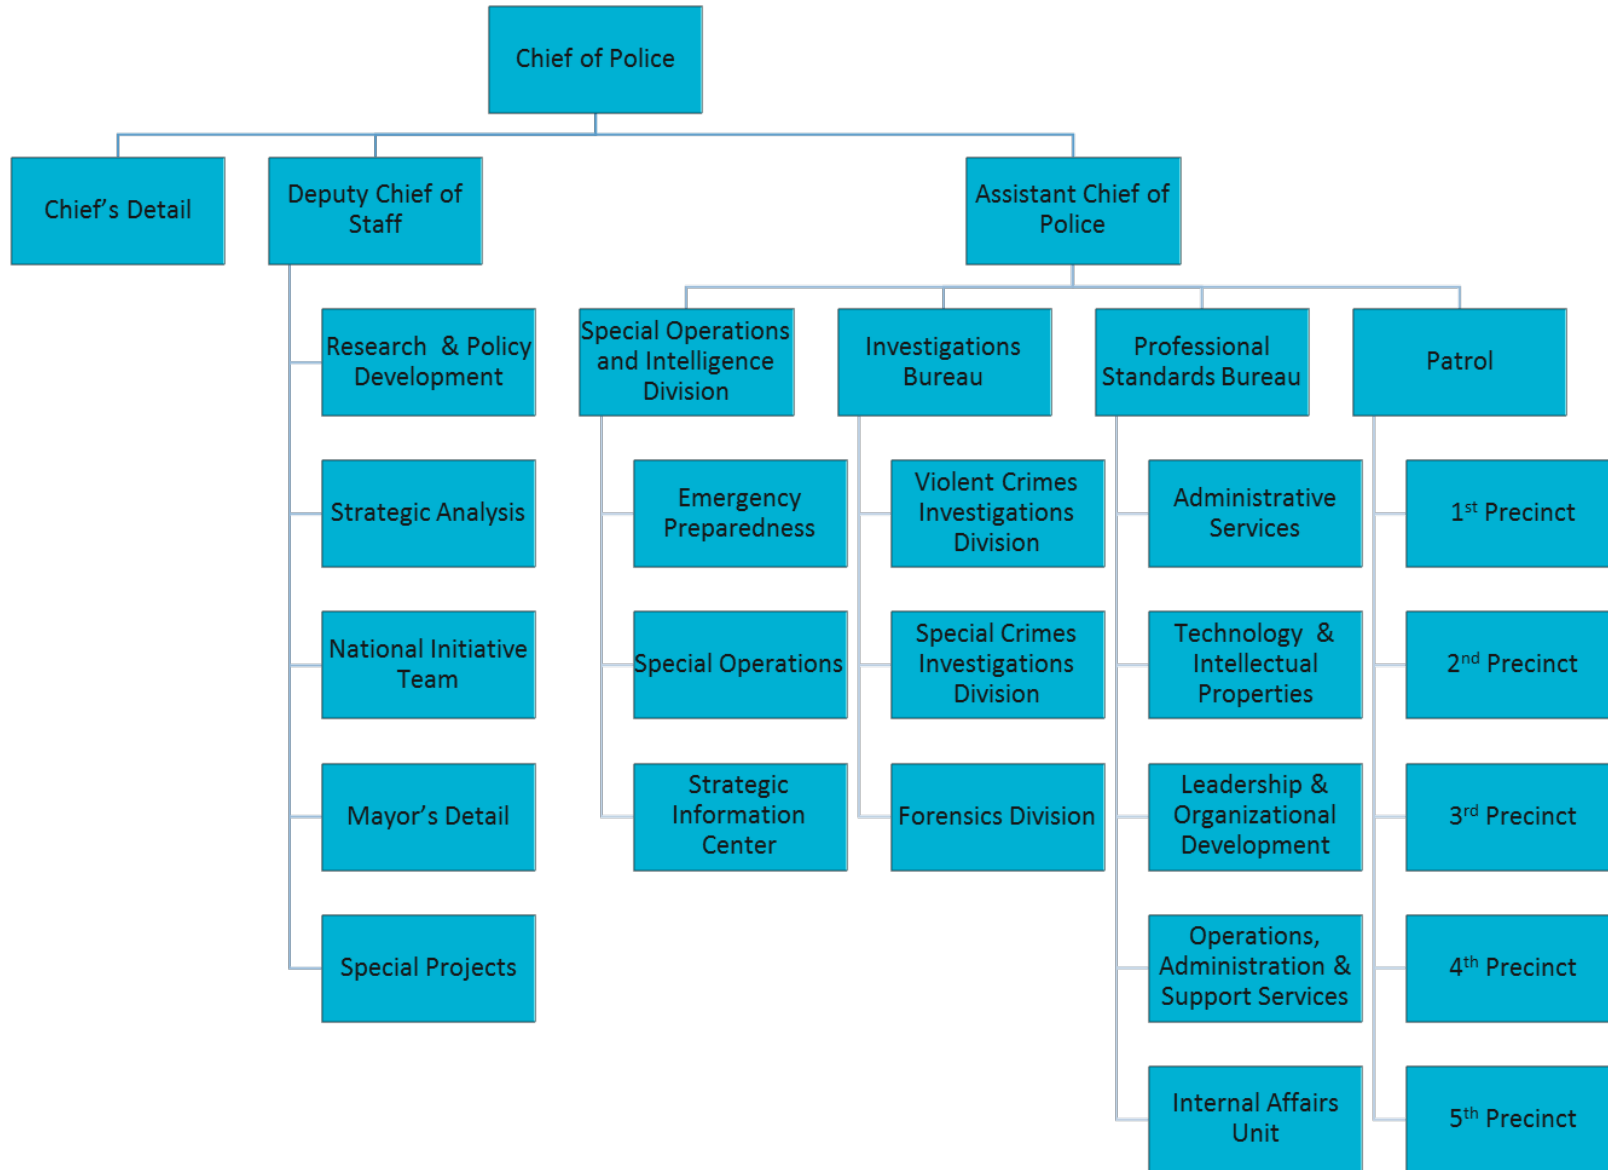 Chief of Police
Chief’s Detail
Deputy Chief of
Staff
Assistant Chief of
Police
Research & Policy
Development
Strategic Analysis
National Initiative
Team
Mayor’s Detail
Special Projects
Special Operations
and Intelligence
Division
Emergency
Preparedness
Special Operations
Strategic
Information
Center
Investigations
Bureau
Violent Crimes
Investigations
Division
Special Crimes
Investigations
Division
Forensics Division
Professional
Standards Bureau
Administrative
Services
Technology &
Intellectual
Properties
Leadership &
Organizational
Development
Operations,
Administration &
Support Services
Internal Affairs
Unit
Patrol
1st Precinct
2nd Precinct
3rd Precinct
4th Precinct
5th Precinct